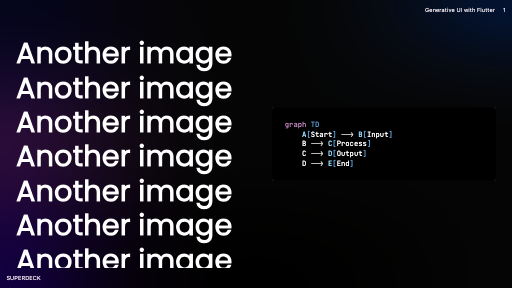 Generative UI with Flutter 1
Another image
Another image
Another image
Another image
Another image
Another image
Another image
graph TD
A[Start] --> B[Input]
B --> C[Process]
C --> D[Output]
D --> E[End]
SUPERDECK